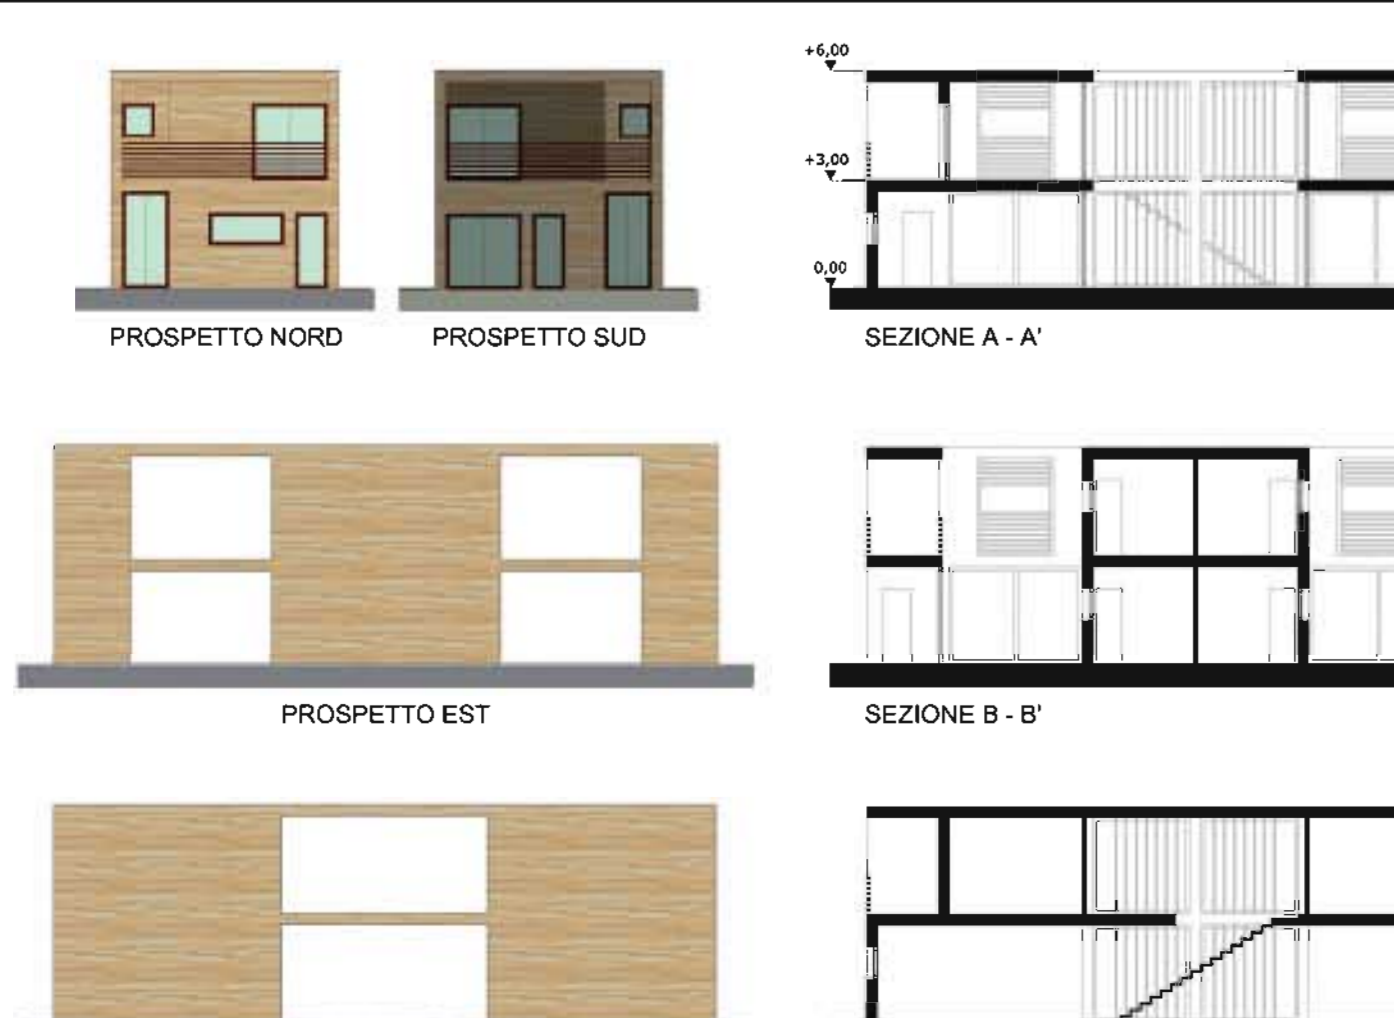 +6,00
+3,00
0,00
PROSPETTO NORD
PROSPETTO SUD
SEZIONE A - A'
PROSPETTO EST
SEZIONE B - B'